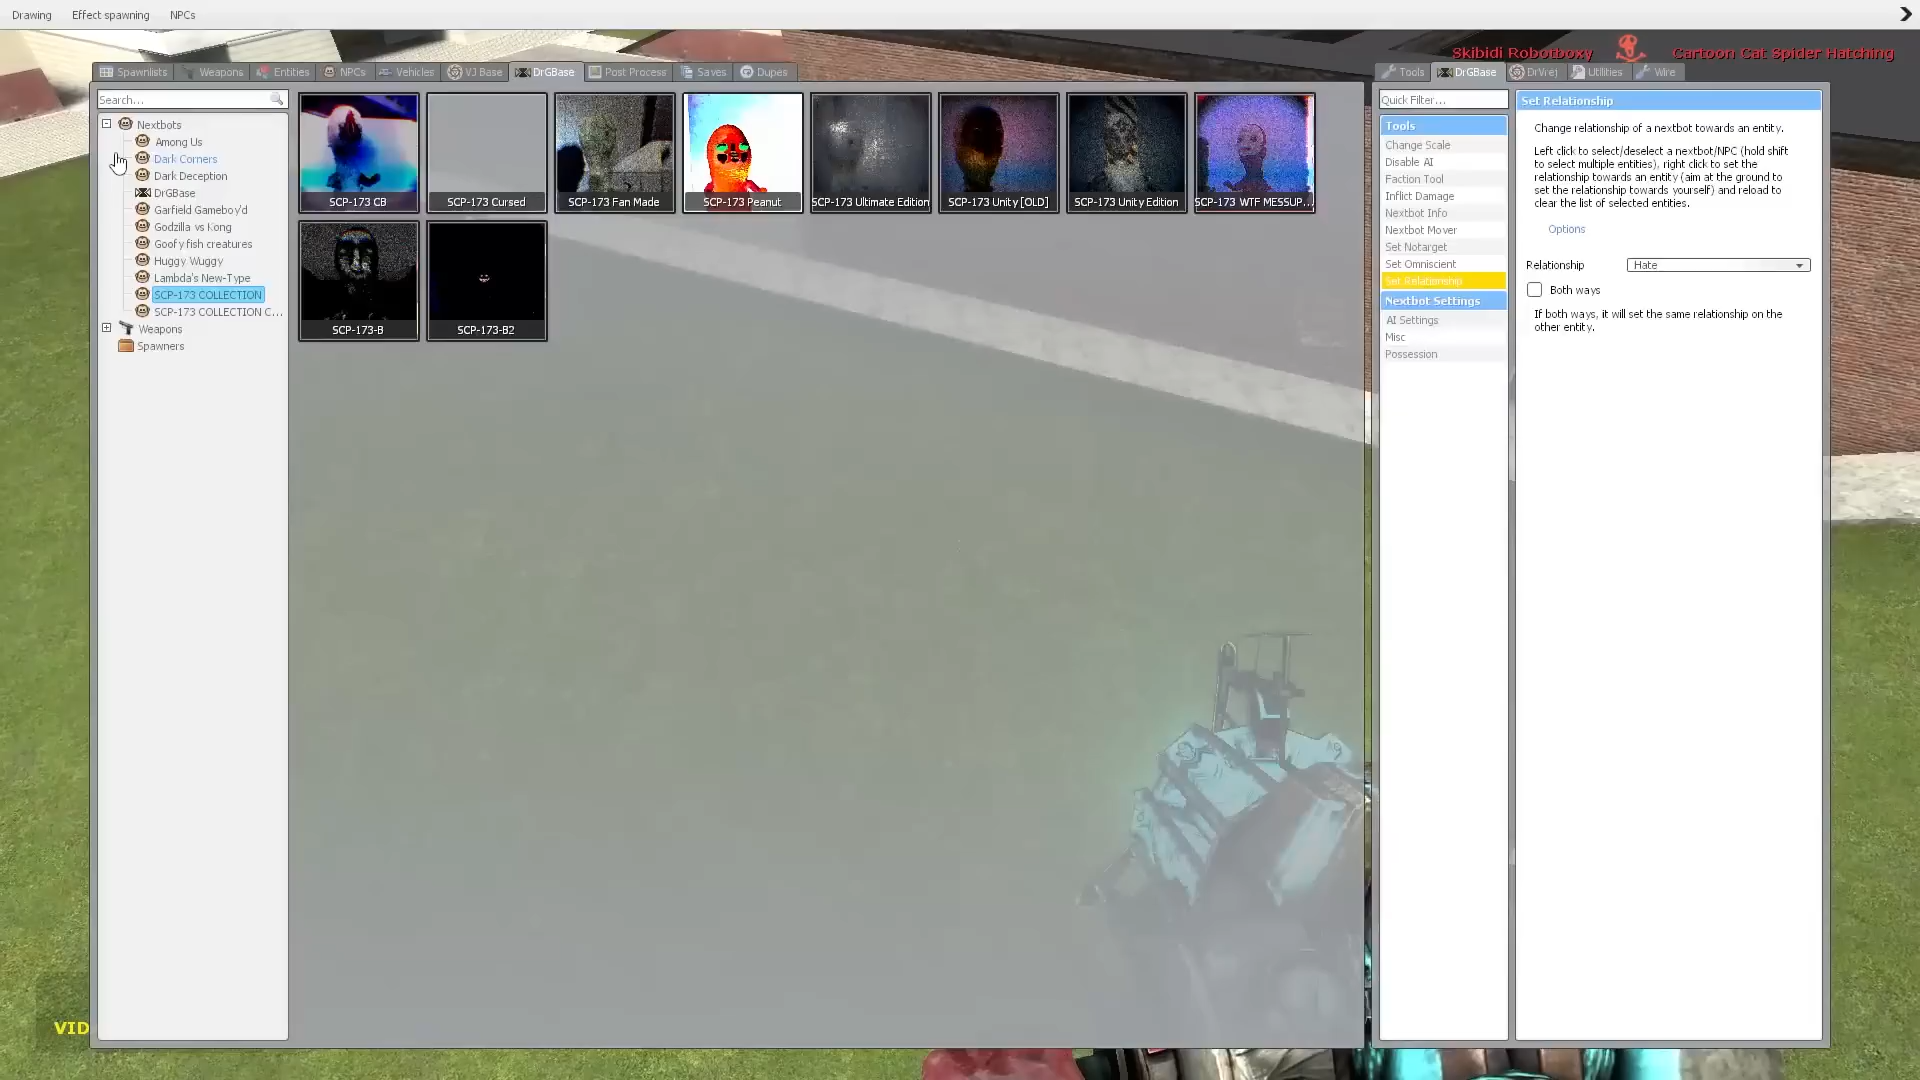 Drawing Effect spawning NPCs
Skibidi Robotboxy Cartoon Cat Spider Hatching
Spawnlists Weapons Entities NPCs Vehicles VJ Base DrGBase Post Process Saves Dupes
Tools DrGBase DrVrej Utilities Wire
Search...
Nextbots
Among Us
Dark Corners
Dark Deception
DrGBase
Garfield Gameboy'd
Godzilla vs Kong
Goofy fish creatures
Huggy Wuggy
Lambda's New-Type
SCP-173 COLLECTION
SCP-173 COLLECTION C...
Weapons
Spawners
SCP-173 CB
SCP-173 Cursed
SCP-173 Fan Made
SCP-173 Peanut
SCP-173 Ultimate Edition
SCP-173 Unity [OLD]
SCP-173 Unity Edition
SCP-173 WTF MESSUP...
SCP-173-B
SCP-173-B2
Quick Filter...
Tools
Change Scale
Disable AI
Faction Tool
Inflict Damage
Nextbot Info
Nextbot Mover
Set Notarget
Set Omniscient
Set Relationship
Nextbot Settings
AI Settings
Misc
Possession
Set Relationship
Change relationship of a nextbot towards an entity.
Left click to select/deselect a nextbot/NPC (hold shift
to select multiple entities), right click to set the
relationship towards an entity (aim at the ground to
set the relationship towards yourself) and reload to
clear the list of selected entities.
Options
Relationship Hate
Both ways
If both ways, it will set the same relationship on the
other entity.
VID